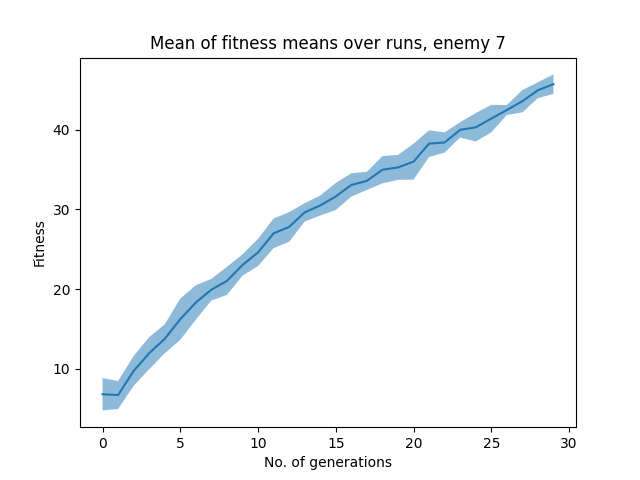 Mean of fitness means over runs, enemy 7
Fitness
40
30
20
10
0 5 10 15 20 25 30
No. of generations